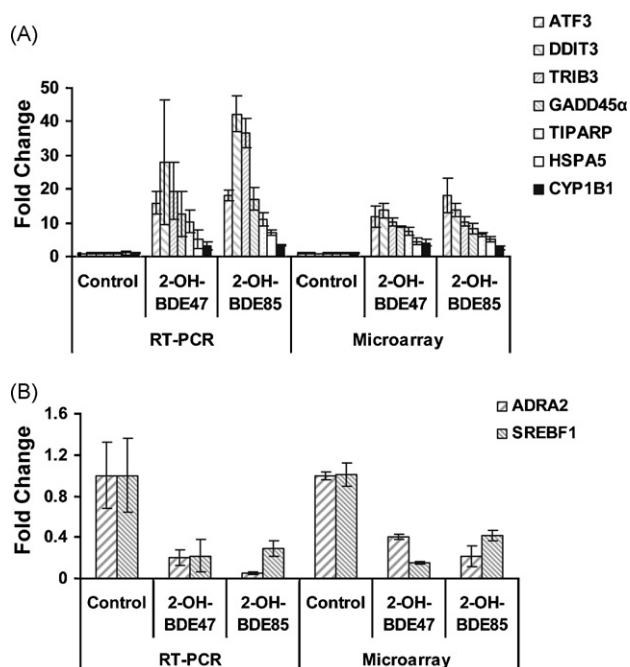 (A)
ATF3
DDIT3
TRIB3
GADD45α
TIPARP
HSPA5
CYP1B1
Fold Change
50
40
30
20
10
0
Control 2-OH- 2-OH- Control 2-OH- 2-OH-
BDE47 BDE85 BDE47 BDE85
RT-PCR Microarray
(B)
ADRA2
SREBF1
Fold Change
1.6
1.2
0.8
0.4
0
Control 2-OH- 2-OH- Control 2-OH- 2-OH-
BDE47 BDE85 BDE47 BDE85
RT-PCR Microarray